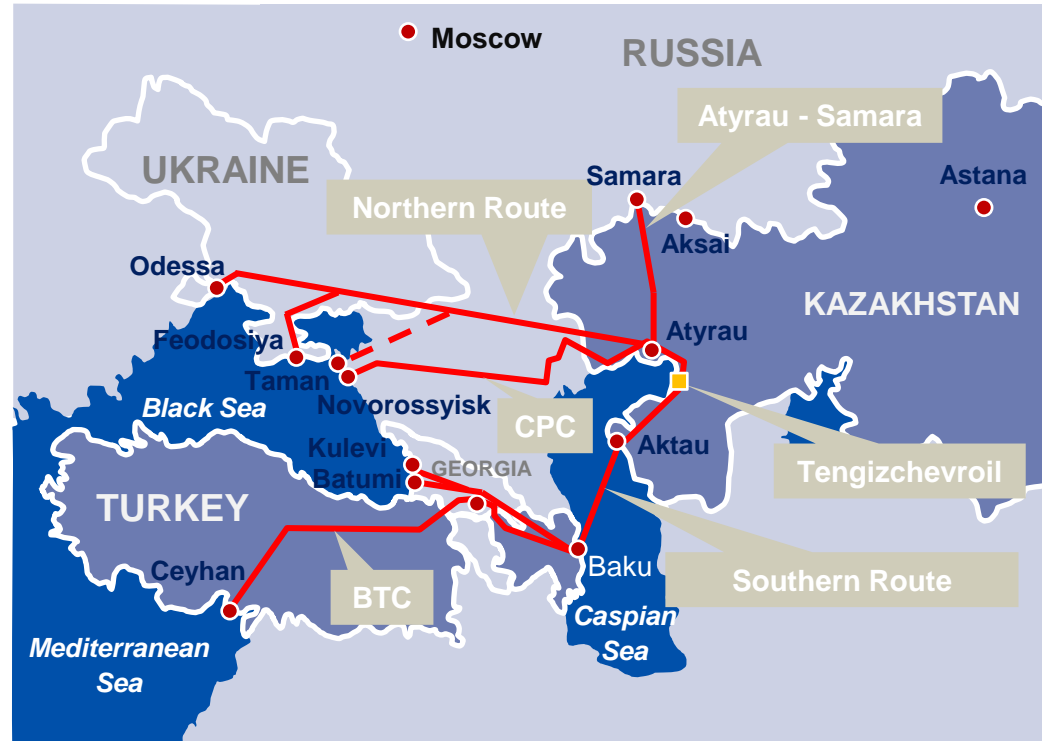 Moscow
RUSSIA
Atyrau - Samara
UKRAINE
Samara
Astana
Northern Route
Aksai
Odessa
KAZAKHSTAN
Feodosiya
Atyrau
Taman
Black Sea
Novorossyisk
CPC
Kulevi
Aktau
GEORGIA
Batumi
Tengizchevroil
TURKEY
Ceyhan
Baku
Southern Route
BTC
Caspian
Sea
Mediterranean
Sea